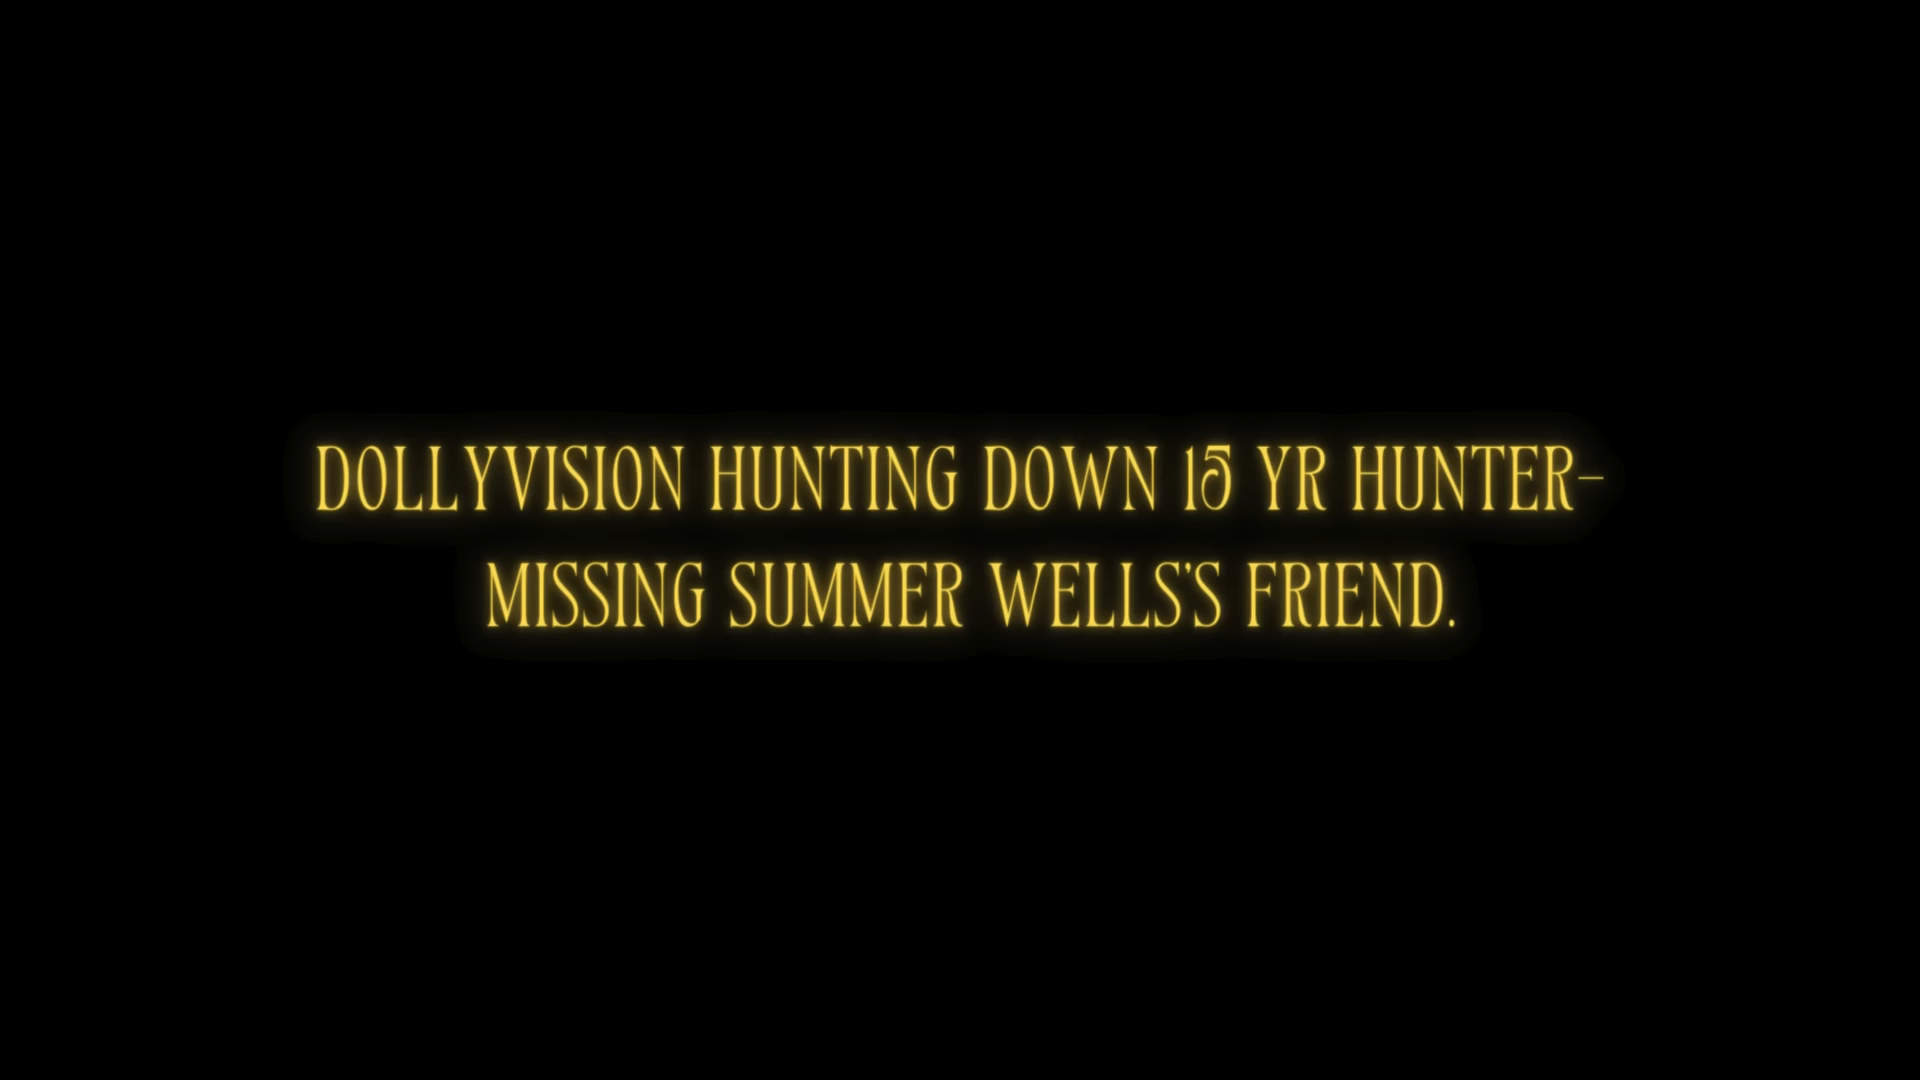 DOLLYVISION HUNTING DOWN 15 YR HUNTER-
MISSING SUMMER WELLS'S FRIEND.